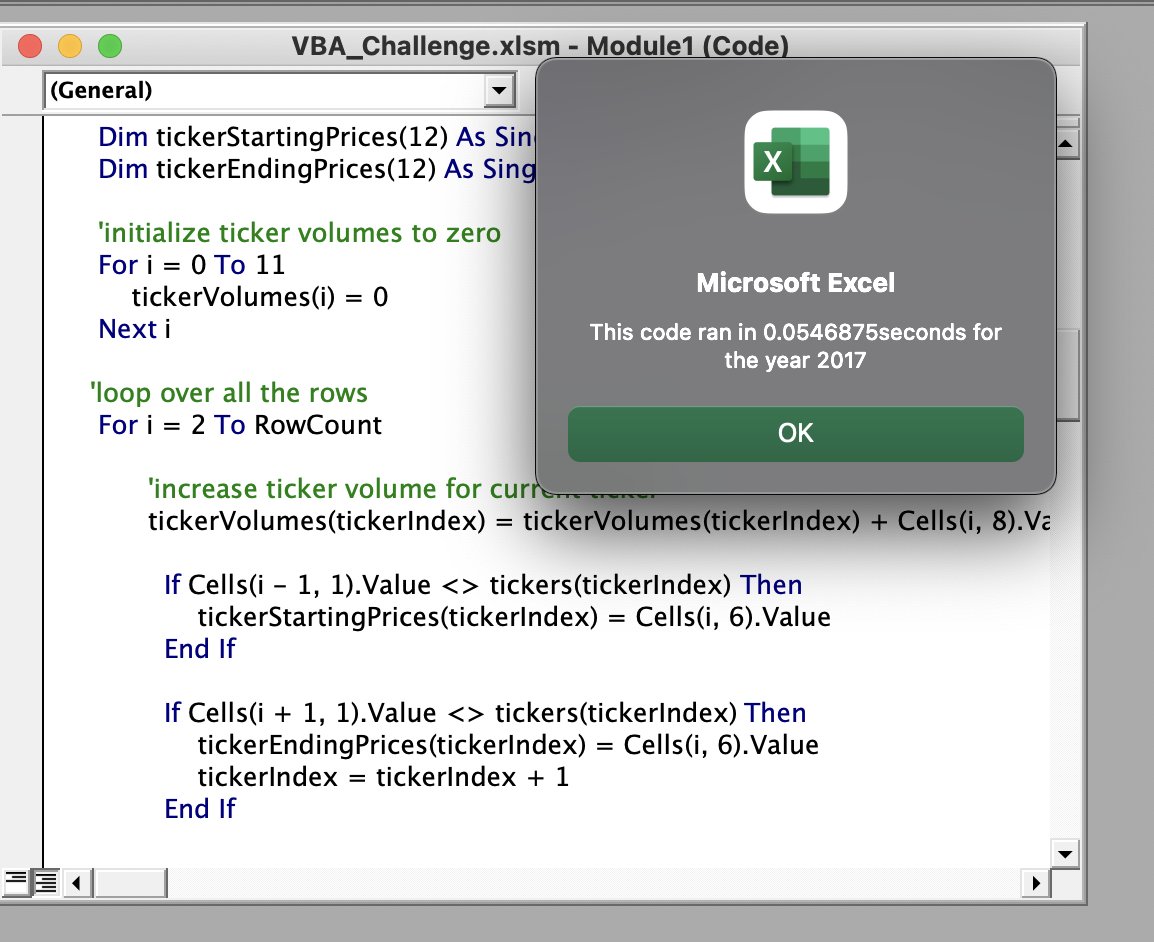 VBA_Challenge.xlsm - Module1 (Code)
(General)
Dim tickerStartingPrices(12) As Sin
Dim tickerEndingPrices(12) As Sing
'initialize ticker volumes to zero
For i = 0 To 11
tickerVolumes(i) = 0
Next i
'loop over all the rows
For i = 2 To RowCount
'increase ticker volume for current ticker
tickerVolumes(tickerIndex) = tickerVolumes(tickerIndex) + Cells(i, 8).Va
If Cells(i - 1, 1).Value <> tickers(tickerIndex) Then
tickerStartingPrices(tickerIndex) = Cells(i, 6).Value
End If
If Cells(i + 1, 1).Value <> tickers(tickerIndex) Then
tickerEndingPrices(tickerIndex) = Cells(i, 6).Value
tickerIndex = tickerIndex + 1
End If
X
Microsoft Excel
This code ran in 0.0546875seconds for
the year 2017
OK